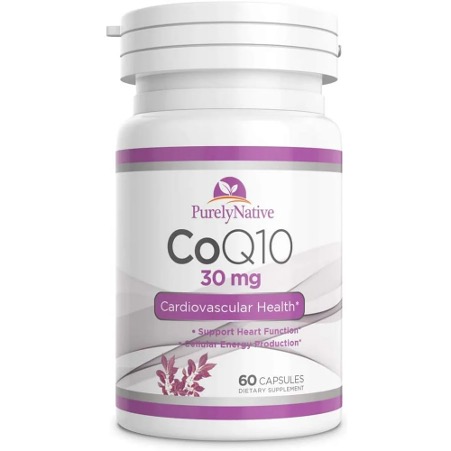 PurelyNative
CoQ10
30 mg
Cardiovascular Health*
• Support Heart Function*
• Cellular Energy Production*
60 CAPSULES
DIETARY SUPPLEMENT